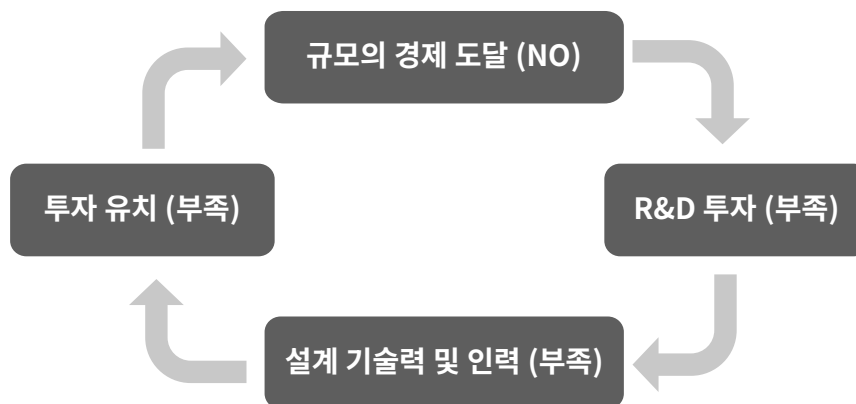 규모의 경제 도달 (NO)
투자 유치 (부족)
R&D 투자 (부족)
설계 기술력 및 인력 (부족)